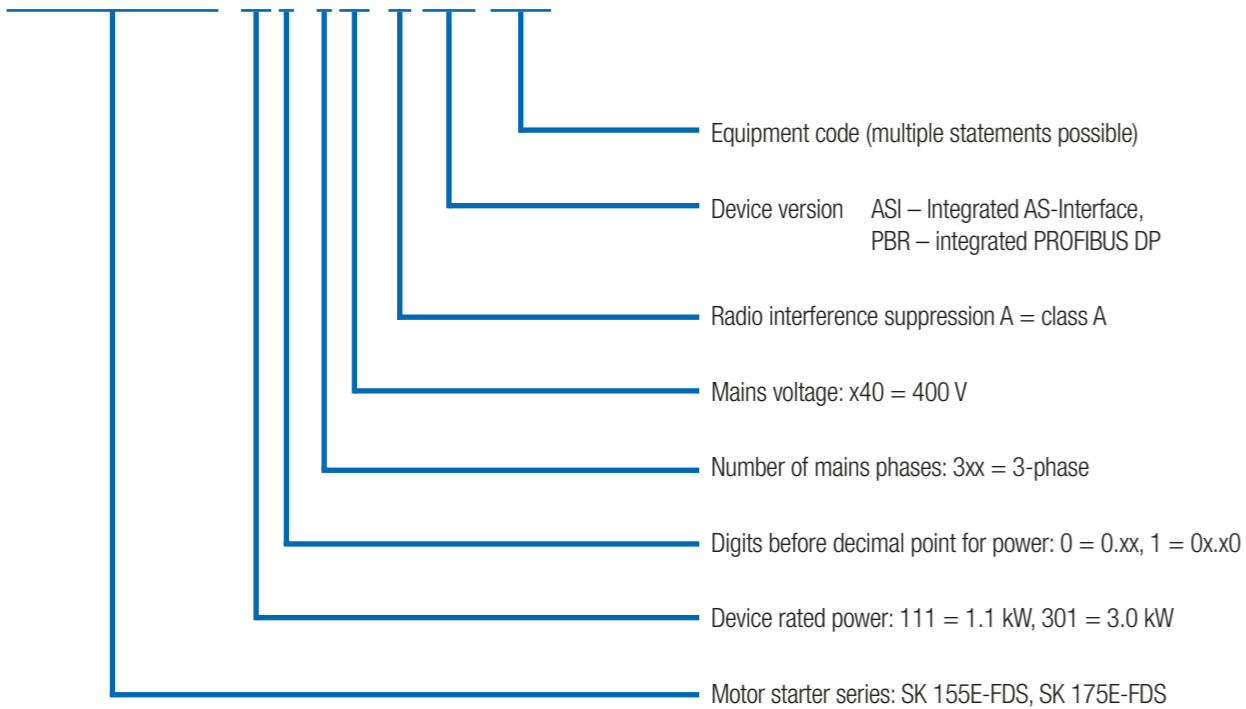 Equipment code (multiple statements possible)
Device version ASI – Integrated AS-Interface,
PBR – integrated PROFIBUS DP
Radio interference suppression A = class A
Mains voltage: x40 = 400 V
Number of mains phases: 3xx = 3-phase
Digits before decimal point for power: 0 = 0.xx, 1 = 0x.x0
Device rated power: 111 = 1.1 kW, 301 = 3.0 kW
Motor starter series: SK 155E-FDS, SK 175E-FDS